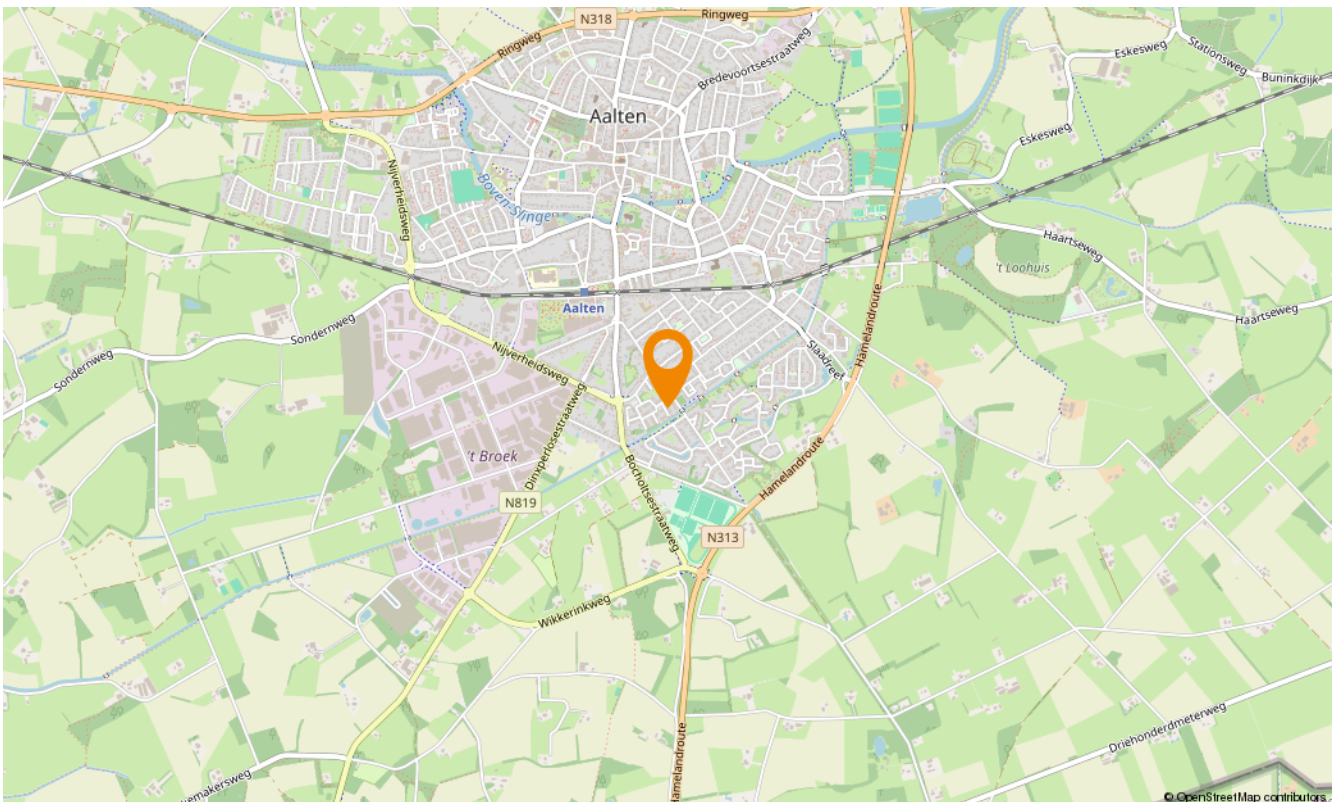 Ringweg
N318
Ringweg
Bredevoortsestraatweg
Eskesweg
Stationsweg
Buninkdijk
Aalten
Eskesweg
Nijverheidsweg
Boven-Slinge
Haartseweg
't Loohuis
Aalten
Haartseweg
Sondernweg
Hamelandroute
Sondernweg
Nijverheidsweg
Slaadreef
Dinxperlosestraatweg
't Broek
Hamelandroute
Bocholtsestraatweg
N819
N313
Wikkerinkweg
Driehonderdmeterweg
Hamelandroute
iemakersweg
© OpenStreetMap contributors